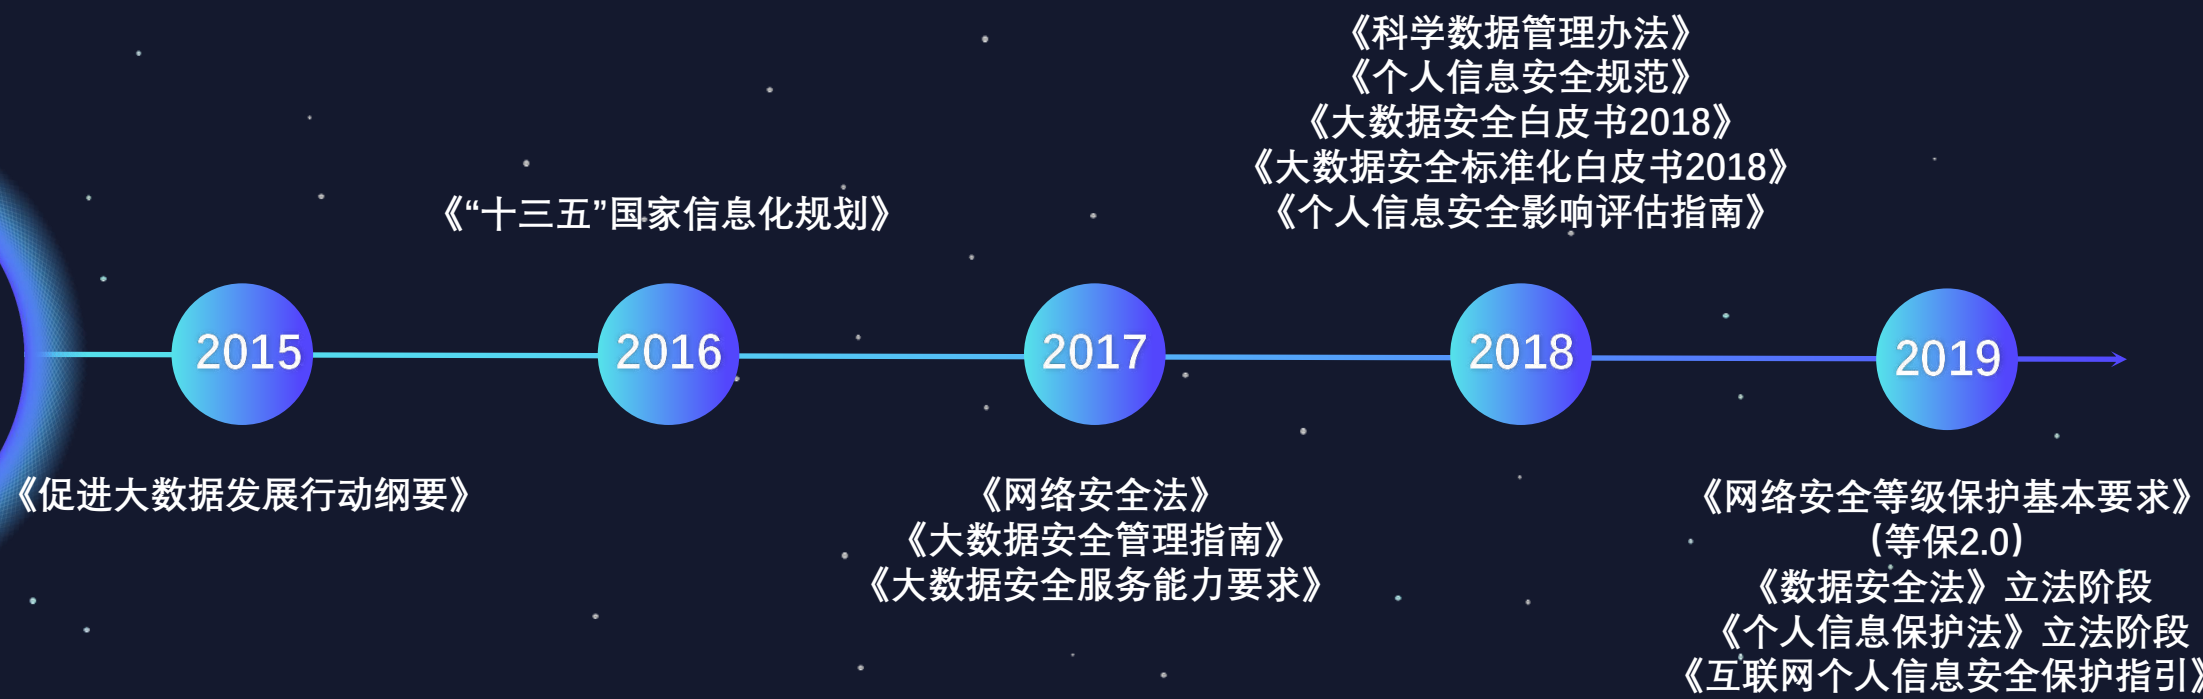 《科学数据管理办法》
《个人信息安全规范》
《大数据安全白皮书2018》
《大数据安全标准化白皮书2018》
《个人信息安全影响评估指南》
《“十三五”国家信息化规划》
2015
2016
2017
2018
2019
《促进大数据发展行动纲要》
《网络安全法》
《大数据安全管理指南》
《大数据安全服务能力要求》
《网络安全等级保护基本要求》
（等保2.0）
《数据安全法》立法阶段
《个人信息保护法》立法阶段
《互联网个人信息安全保护指引》